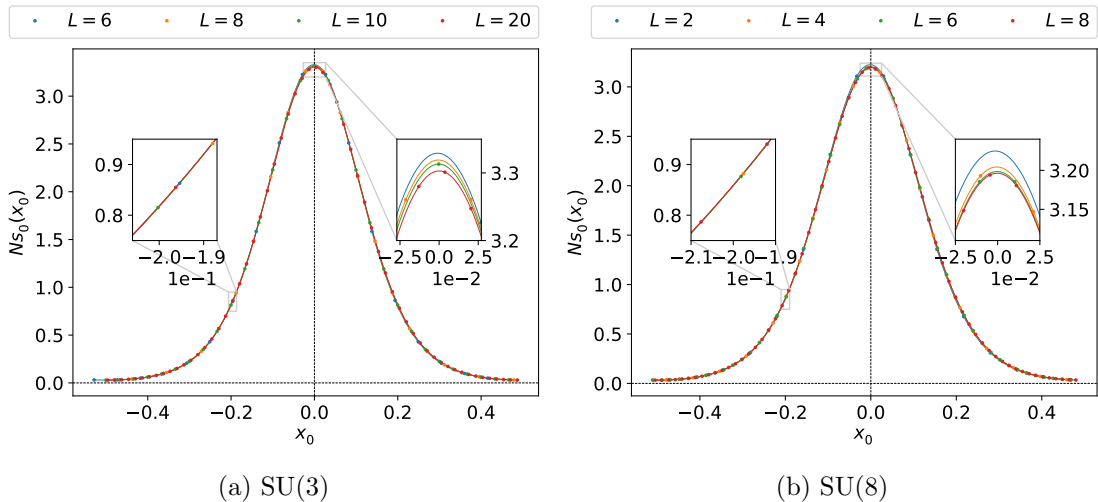 L = 6 L = 8 L = 10 L = 20
3.0
2.5
2.0
1.5
1.0
0.5
0.0
Ns₀(x₀)
−0.4 −0.2 0.0 0.2 0.4
x₀
0.9
0.8
−2.0 −1.9
1e−1
3.3
3.2
−2.5 0.0 2.5
1e−2
(a) SU(3)
L = 2 L = 4 L = 6 L = 8
3.0
2.5
2.0
1.5
1.0
0.5
0.0
Ns₀(x₀)
−0.4 −0.2 0.0 0.2 0.4
x₀
0.9
0.8
−2.1 −2.0 −1.9
1e−1
3.20
3.15
−2.5 0.0 2.5
1e−2
(b) SU(8)